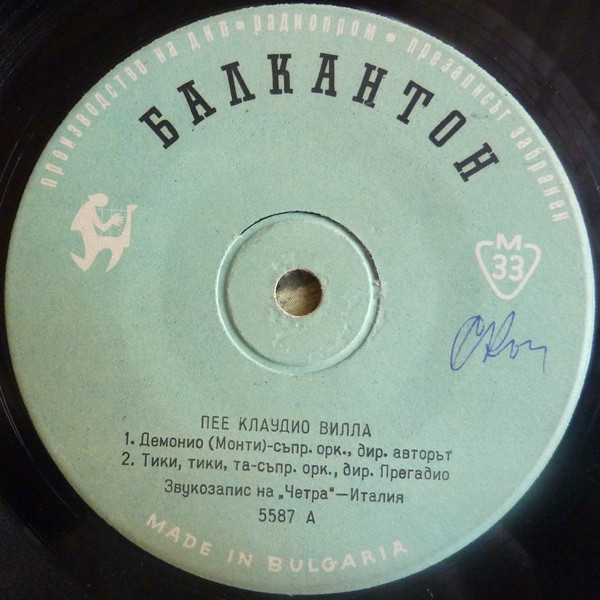 производство на дип • радиопром • презаписът забранен
БАЛКАНТОН
М
33
ПЕЕ КЛАУДИО ВИЛЛА
1. Демонио (Монти)-съпр. орк., дир. авторът
2. Тики, тики, та-съпр. орк., дир. Прегадио
Звукозапис на „Четра“—Италия
5587 А
MADE IN BULGARIA